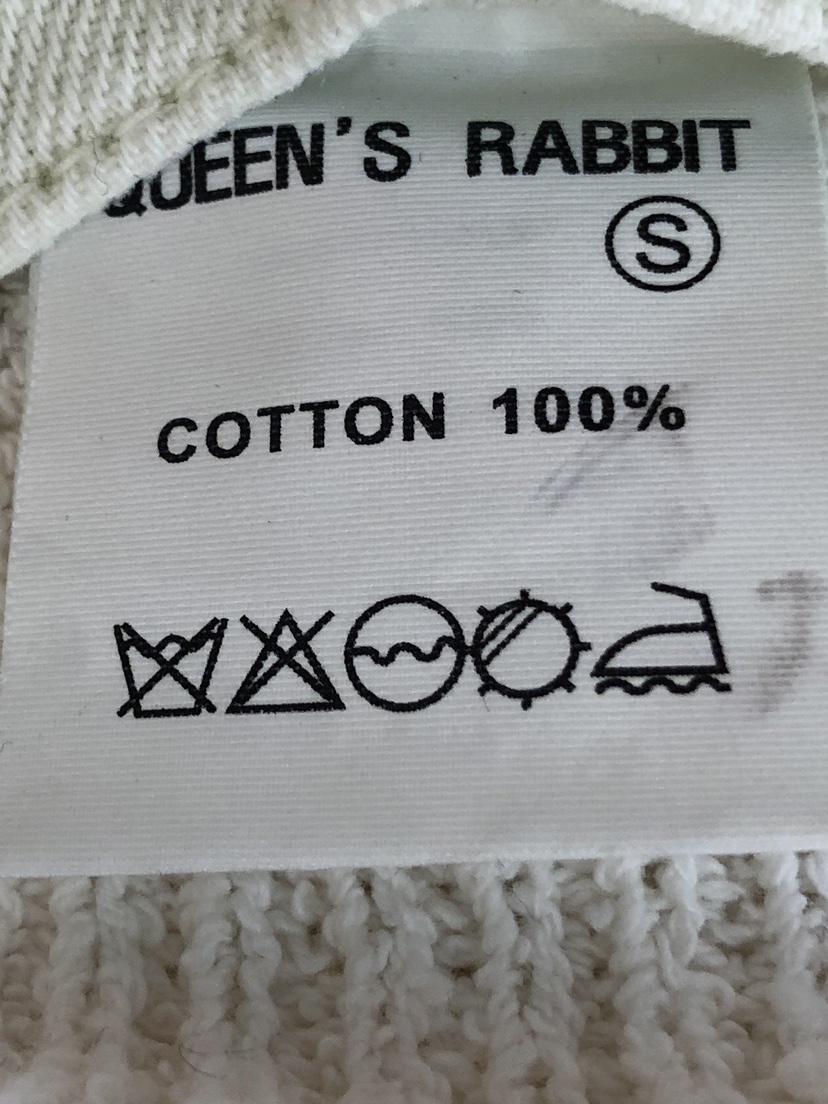 QUEEN'S RABBIT
S
COTTON 100%